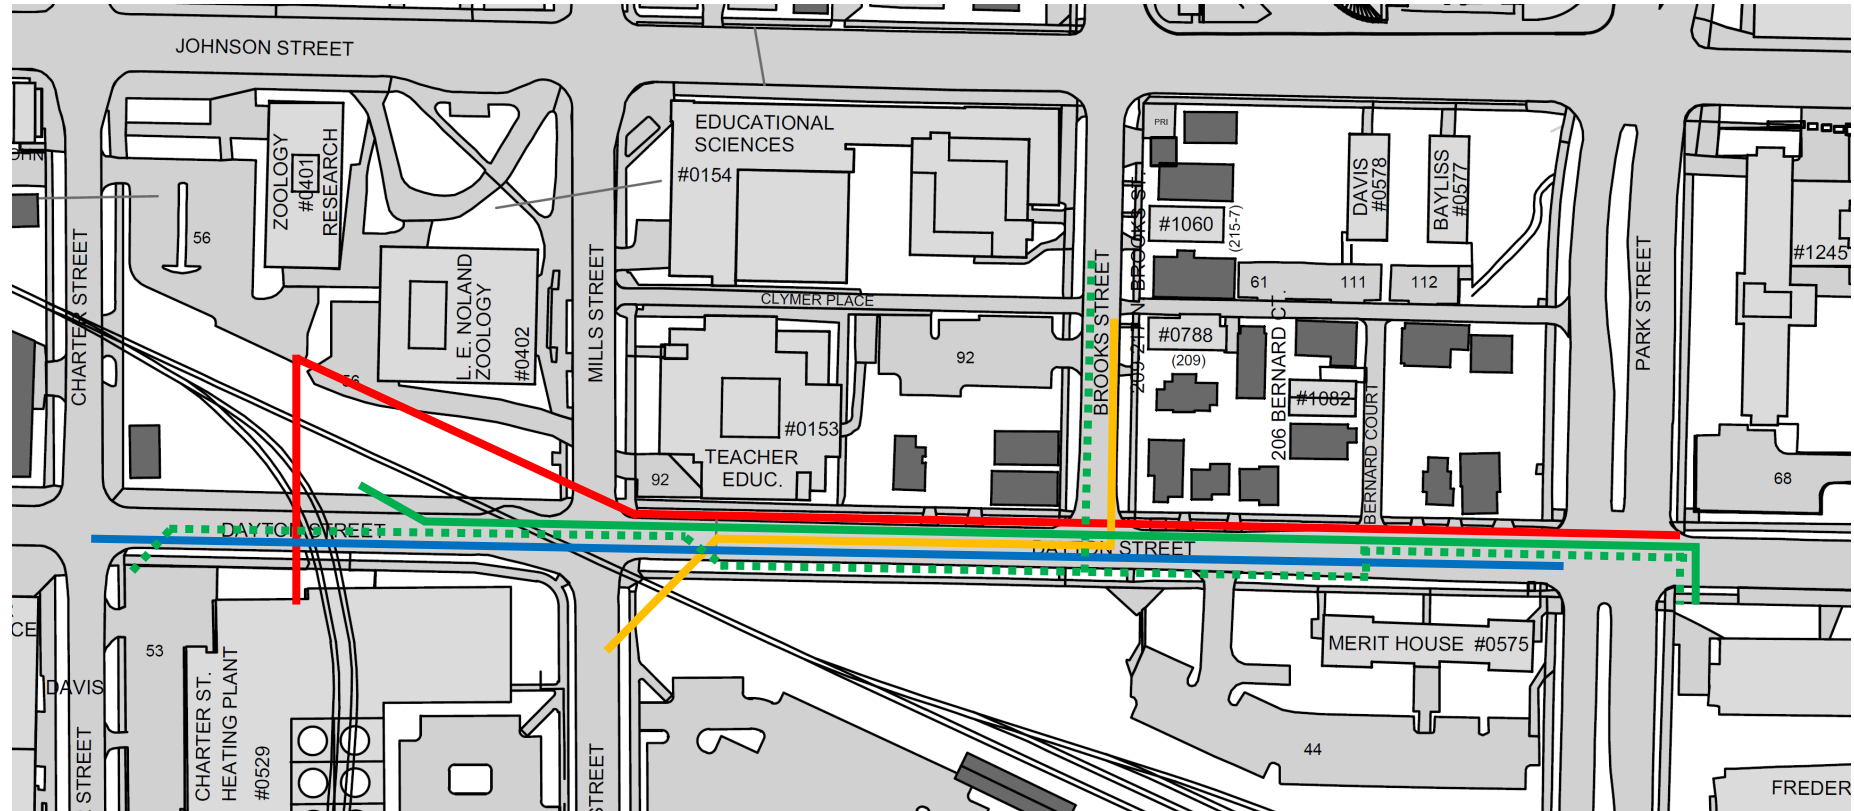 JOHNSON STREET
EDUCATIONAL
SCIENCES
#0154
ZOOLOGY
#0401
RESEARCH
PRI
DAVIS
#0578
BAYLISS
#0577
#1060
(215-7)
56
CHARTER STREET
L. E. NOLAND
ZOOLOGY
#0402
MILLS STREET
CLYMER PLACE
BROOKS STREET
61
111
112
PARK STREET
#1245
#0788
(209)
92
56
206 BERNARD CT.
#1082
BERNARD COURT
#0153
TEACHER
EDUC.
92
68
DAYTON STREET
DAYTON STREET
CE
53
DAVIS
MERIT HOUSE #0575
CHARTER ST.
HEATING PLANT
#0529
STREET
STREET
44
FREDER